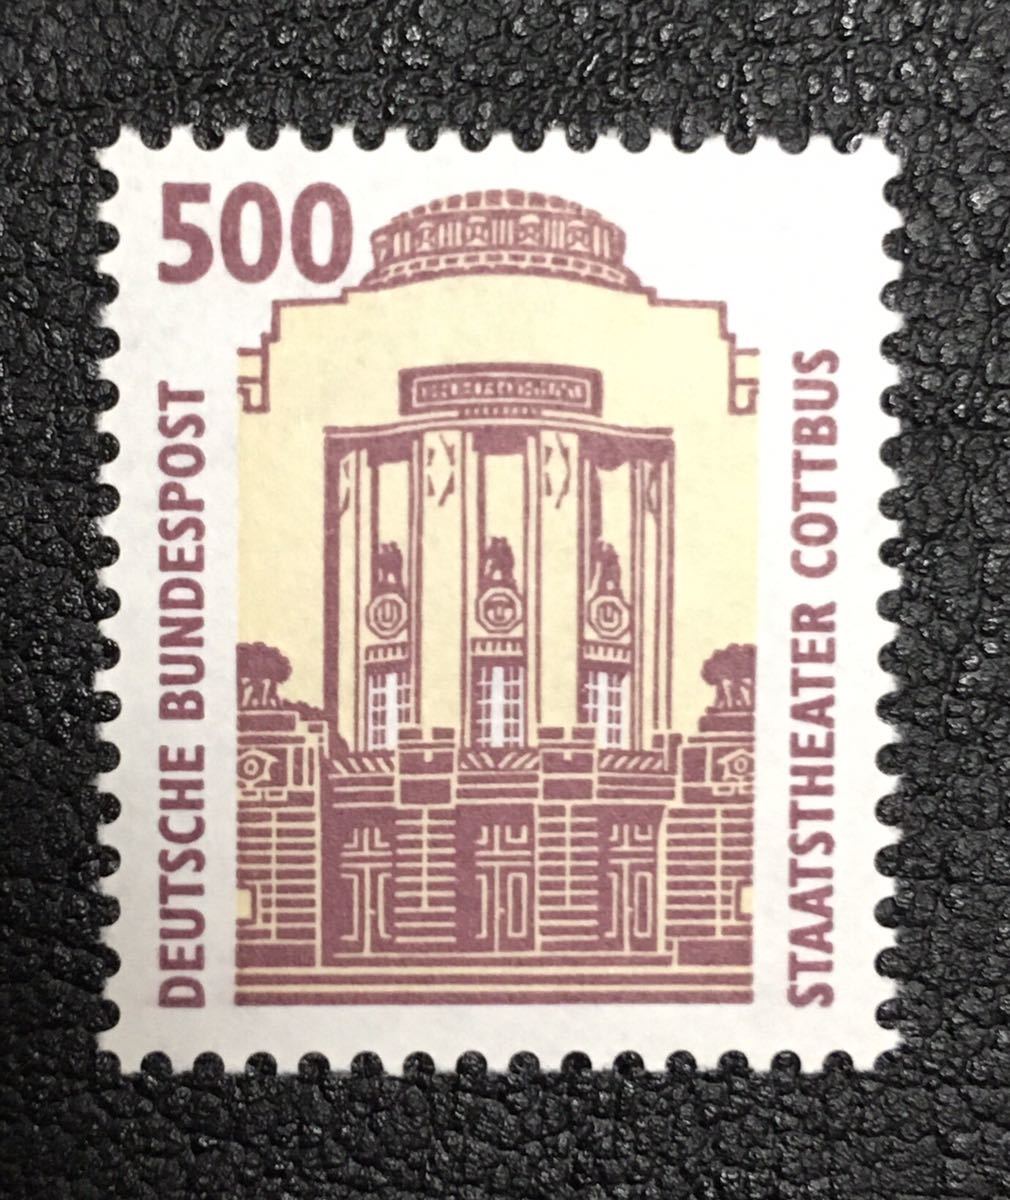 500
DEUTSCHE BUNDESPOST
STAATSTHEATER COTTBUS